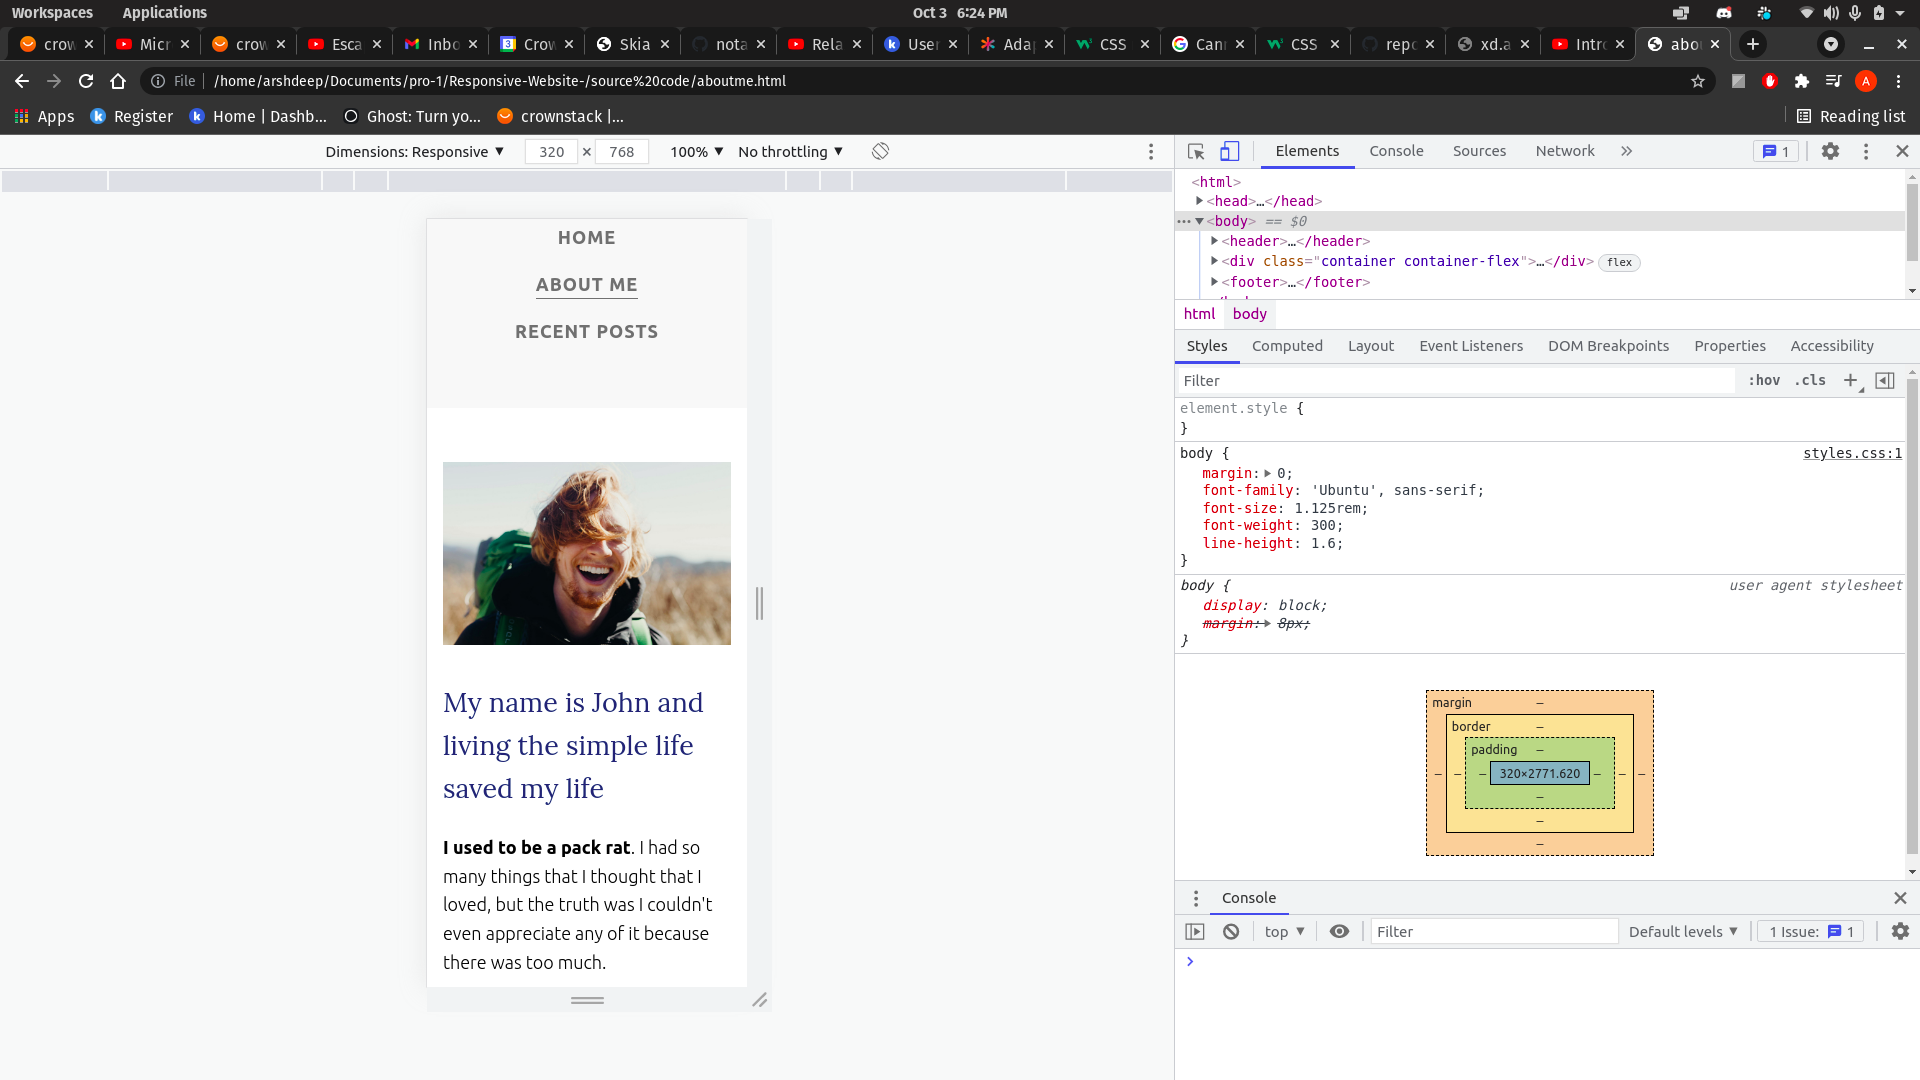 Workspaces Applications Oct 3 6:24 PM
crow Micr crow Esca Inbo Crow Skia nota Rela User Ada CSS Cann CSS repo xd.a Intro abou
File /home/arshdeep/Documents/pro-1/Responsive-Website-/source%20code/aboutme.html A
Apps Register Home | Dashb... Ghost: Turn yo... crownstack |... Reading list
Dimensions: Responsive ▼ 320 × 768 100% ▼ No throttling ▼
HOME
ABOUT ME
RECENT POSTS
My name is John and
living the simple life
saved my life
I used to be a pack rat. I had so
many things that I thought that I
loved, but the truth was I couldn't
even appreciate any of it because
there was too much.
Elements Console Sources Network » 1
<html>
▶<head>…</head>
…▼<body> == $0
▶<header>…</header>
▶<div class="container container-flex">…</div> flex
▶<footer>…</footer>
html body
Styles Computed Layout Event Listeners DOM Breakpoints Properties Accessibility
Filter :hov .cls +
element.style {
}
body { styles.css:1
margin:▶ 0;
font-family: 'Ubuntu', sans-serif;
font-size: 1.125rem;
font-weight: 300;
line-height: 1.6;
}
body { user agent stylesheet
display: block;
margin:▶ 8px;
}
margin –
border –
padding –
– – – 320×2771.620 – – –
–
–
–
Console
top ▼ Filter Default levels ▼ 1 Issue: 1